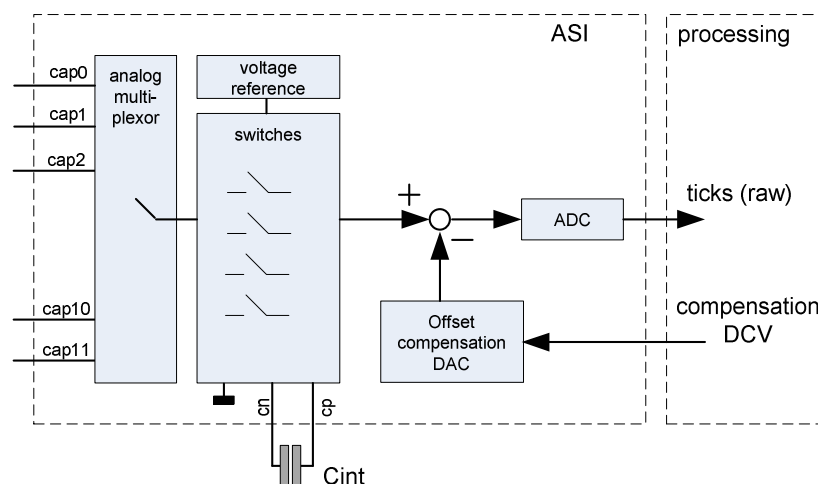 ASI
processing
cap0
cap1
cap2
cap10
cap11
analog
multi-
plexor
voltage
reference
switches
+
−
ADC
ticks (raw)
Offset
compensation
DAC
compensation
DCV
cn
cp
Cint